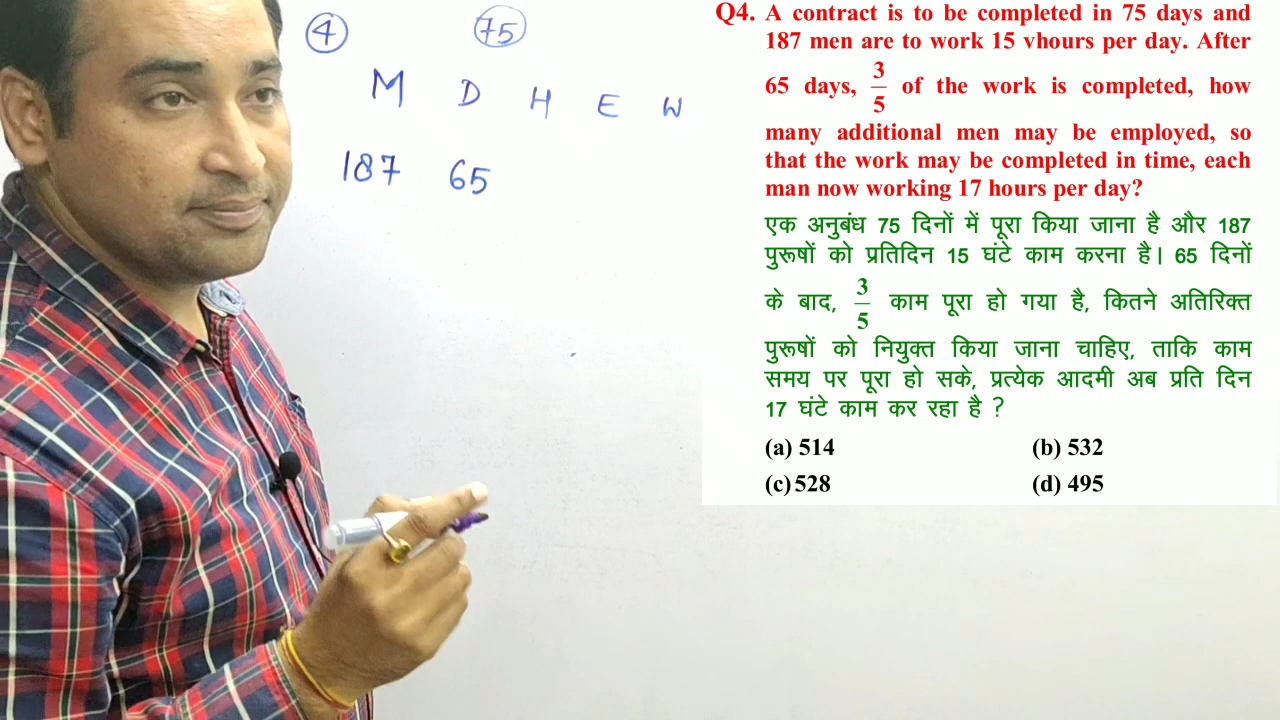 4 75
M D H E W
187 65
Q4. A contract is to be completed in 75 days and
187 men are to work 15 vhours per day. After
65 days, 3/5 of the work is completed, how
many additional men may be employed, so
that the work may be completed in time, each
man now working 17 hours per day?
एक अनुबंध 75 दिनों में पूरा किया जाना है और 187
पुरूषों को प्रतिदिन 15 घंटे काम करना है। 65 दिनों
के बाद, 3/5 काम पूरा हो गया है, कितने अतिरिक्त
पुरूषों को नियुक्त किया जाना चाहिए, ताकि काम
समय पर पूरा हो सके, प्रत्येक आदमी अब प्रति दिन
17 घंटे काम कर रहा है ?
(a) 514 (b) 532
(c) 528 (d) 495